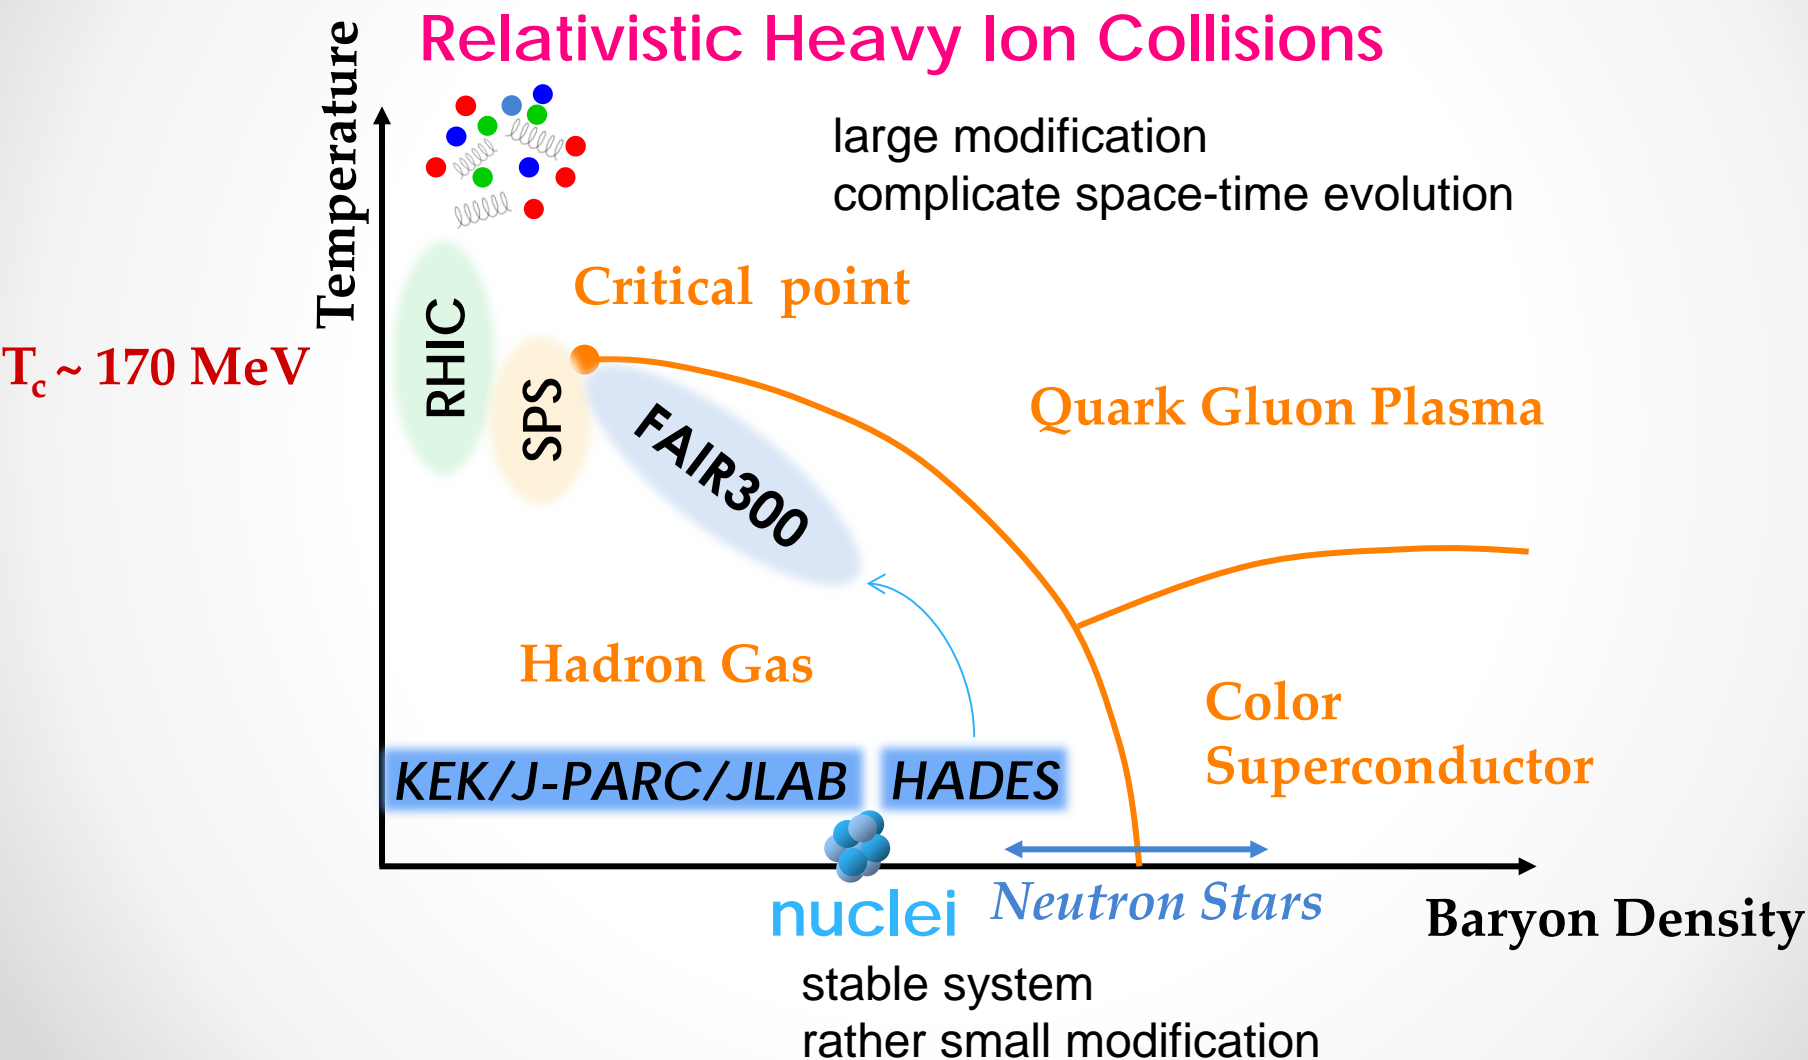 Relativistic Heavy Ion Collisions
Temperature
large modification
complicate space-time evolution
Critical point
RHIC
T_c ~ 170 MeV
SPS
FAIR300
Quark Gluon Plasma
Hadron Gas
Color
Superconductor
KEK/J-PARC/JLAB
HADES
nuclei
Neutron Stars
Baryon Density
stable system
rather small modification